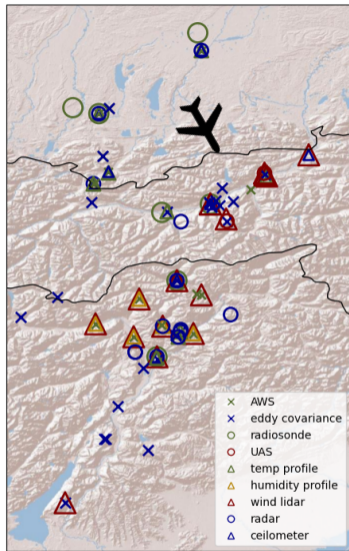 AWS
eddy covariance
radiosonde
UAS
temp profile
humidity profile
wind lidar
radar
ceilometer